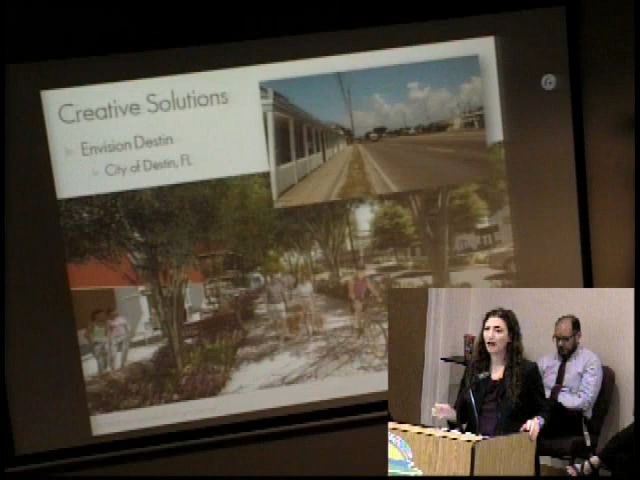 Creative Solutions
Envision Destin
City of Destin, FL